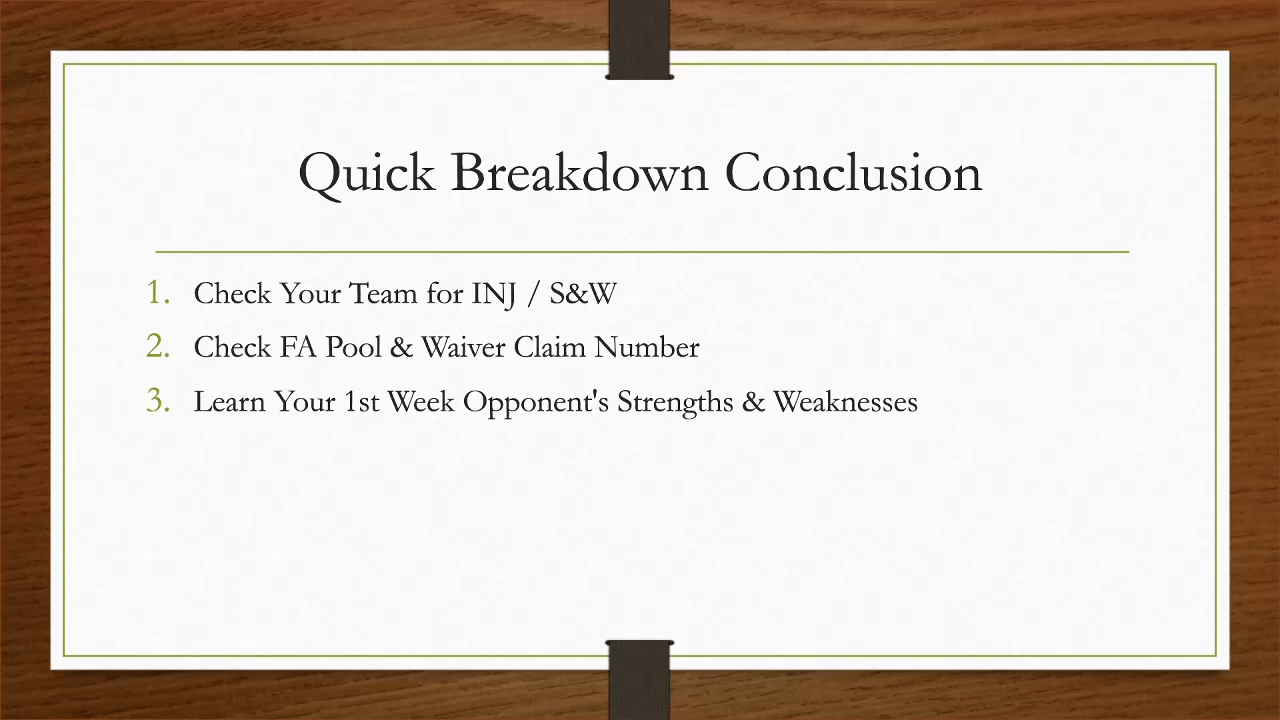 Quick Breakdown Conclusion
1. Check Your Team for INJ / S&W
2. Check FA Pool & Waiver Claim Number
3. Learn Your 1st Week Opponent's Strengths & Weaknesses